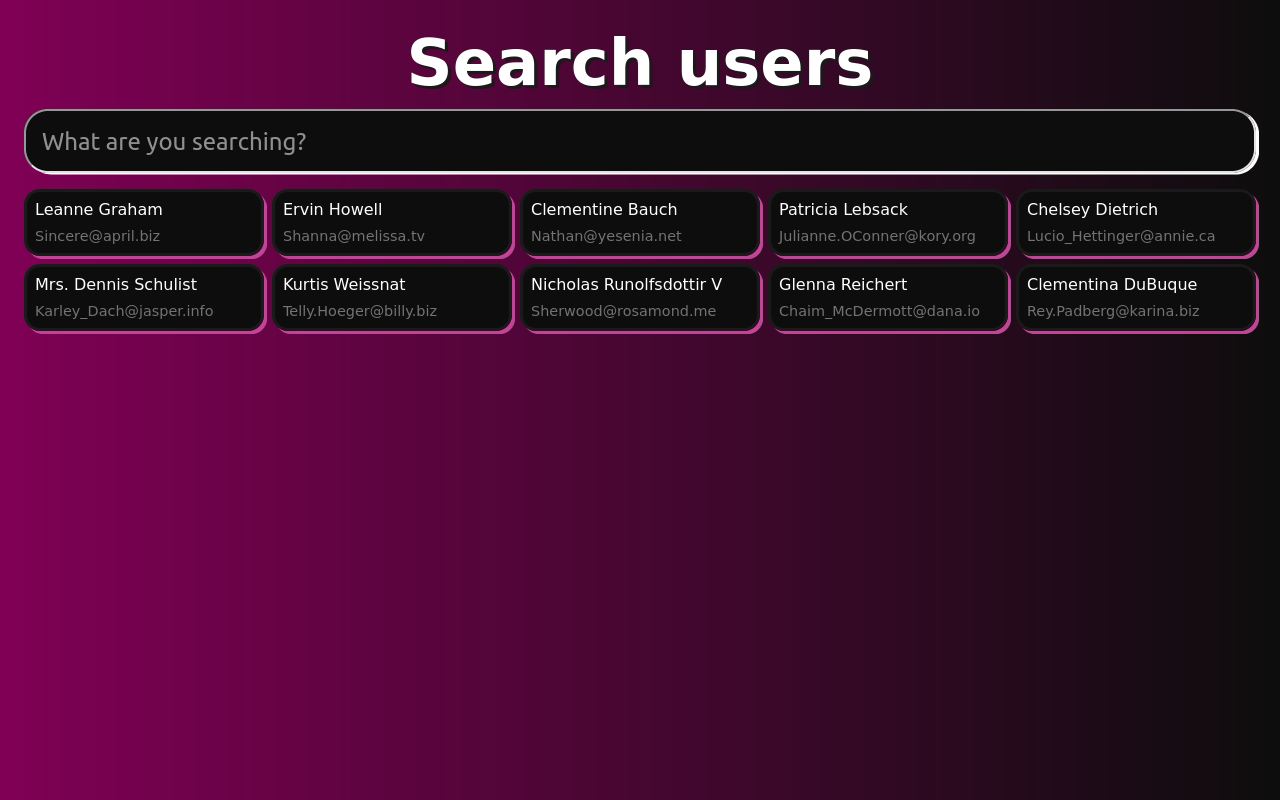 Search users
What are you searching?
Leanne Graham
Sincere@april.biz
Ervin Howell
Shanna@melissa.tv
Clementine Bauch
Nathan@yesenia.net
Patricia Lebsack
Julianne.OConner@kory.org
Chelsey Dietrich
Lucio_Hettinger@annie.ca
Mrs. Dennis Schulist
Karley_Dach@jasper.info
Kurtis Weissnat
Telly.Hoeger@billy.biz
Nicholas Runolfsdottir V
Sherwood@rosamond.me
Glenna Reichert
Chaim_McDermott@dana.io
Clementina DuBuque
Rey.Padberg@karina.biz